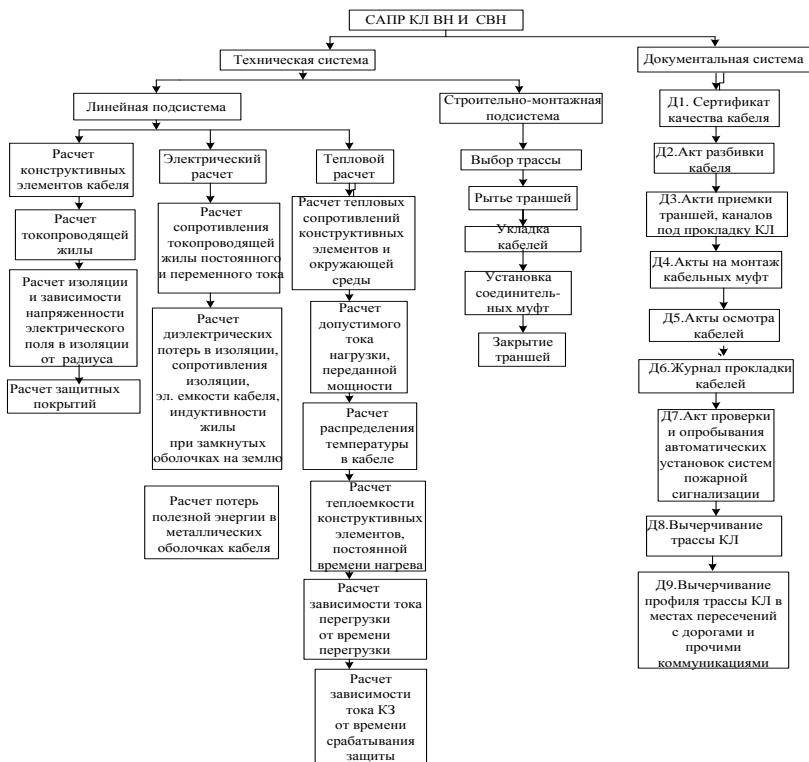 САПР КЛ ВН И СВН
Техническая система
Документальная система
Линейная подсистема
Строительно-монтажная
подсистема
Расчет
конструктивных
элементов кабеля
Расчет
токопроводящей
жилы
Расчет изоляции
и зависимости
напряженности
электрического
поля в изоляции
от радиуса
Расчет защитных
покрытий
Электрический
расчет
Расчет
сопротивления
токопроводящей
жилы постоянного
и переменного тока
Расчет
диэлектрических
потерь в изоляции,
сопротивления
изоляции,
эл. емкости кабеля,
индуктивности
жилы
при замкнутых
оболочках на землю
Расчет потерь
полезной энергии в
металлических
оболочках кабеля
Тепловой
расчет
Расчет тепловых
сопротивлений
конструктивных
элементов и
окружающей
среды
Расчет
допустимого
тока
нагрузки,
переданной
мощности
Расчет
распределения
температуры
в кабеле
Расчет
теплоемкости
конструктивных
элементов,
постоянной
времени нагрева
Расчет
зависимости тока
перегрузки
от времени
перегрузки
Расчет
зависимости
тока КЗ
от времени
срабатывания
защиты
Выбор трассы
Рытье траншей
Укладка
кабелей
Установка
соединитель-
ных муфт
Закрытие
траншей
Д1. Сертификат
качества кабеля
Д2.Акт разбивки
кабеля
Д3.Акти приемки
траншей, каналов
под прокладку КЛ
Д4.Акты на монтаж
кабельных муфт
Д5.Акты осмотра
кабелей
Д6.Журнал прокладки
кабелей
Д7.Акт проверки
и опробывания
автоматических
установок систем
пожарной
сигнализации
Д8.Вычерчивание
трассы КЛ
Д9.Вычерчивание
профиля трассы КЛ в
местах пересечений
с дорогами и
прочими
коммуникациями